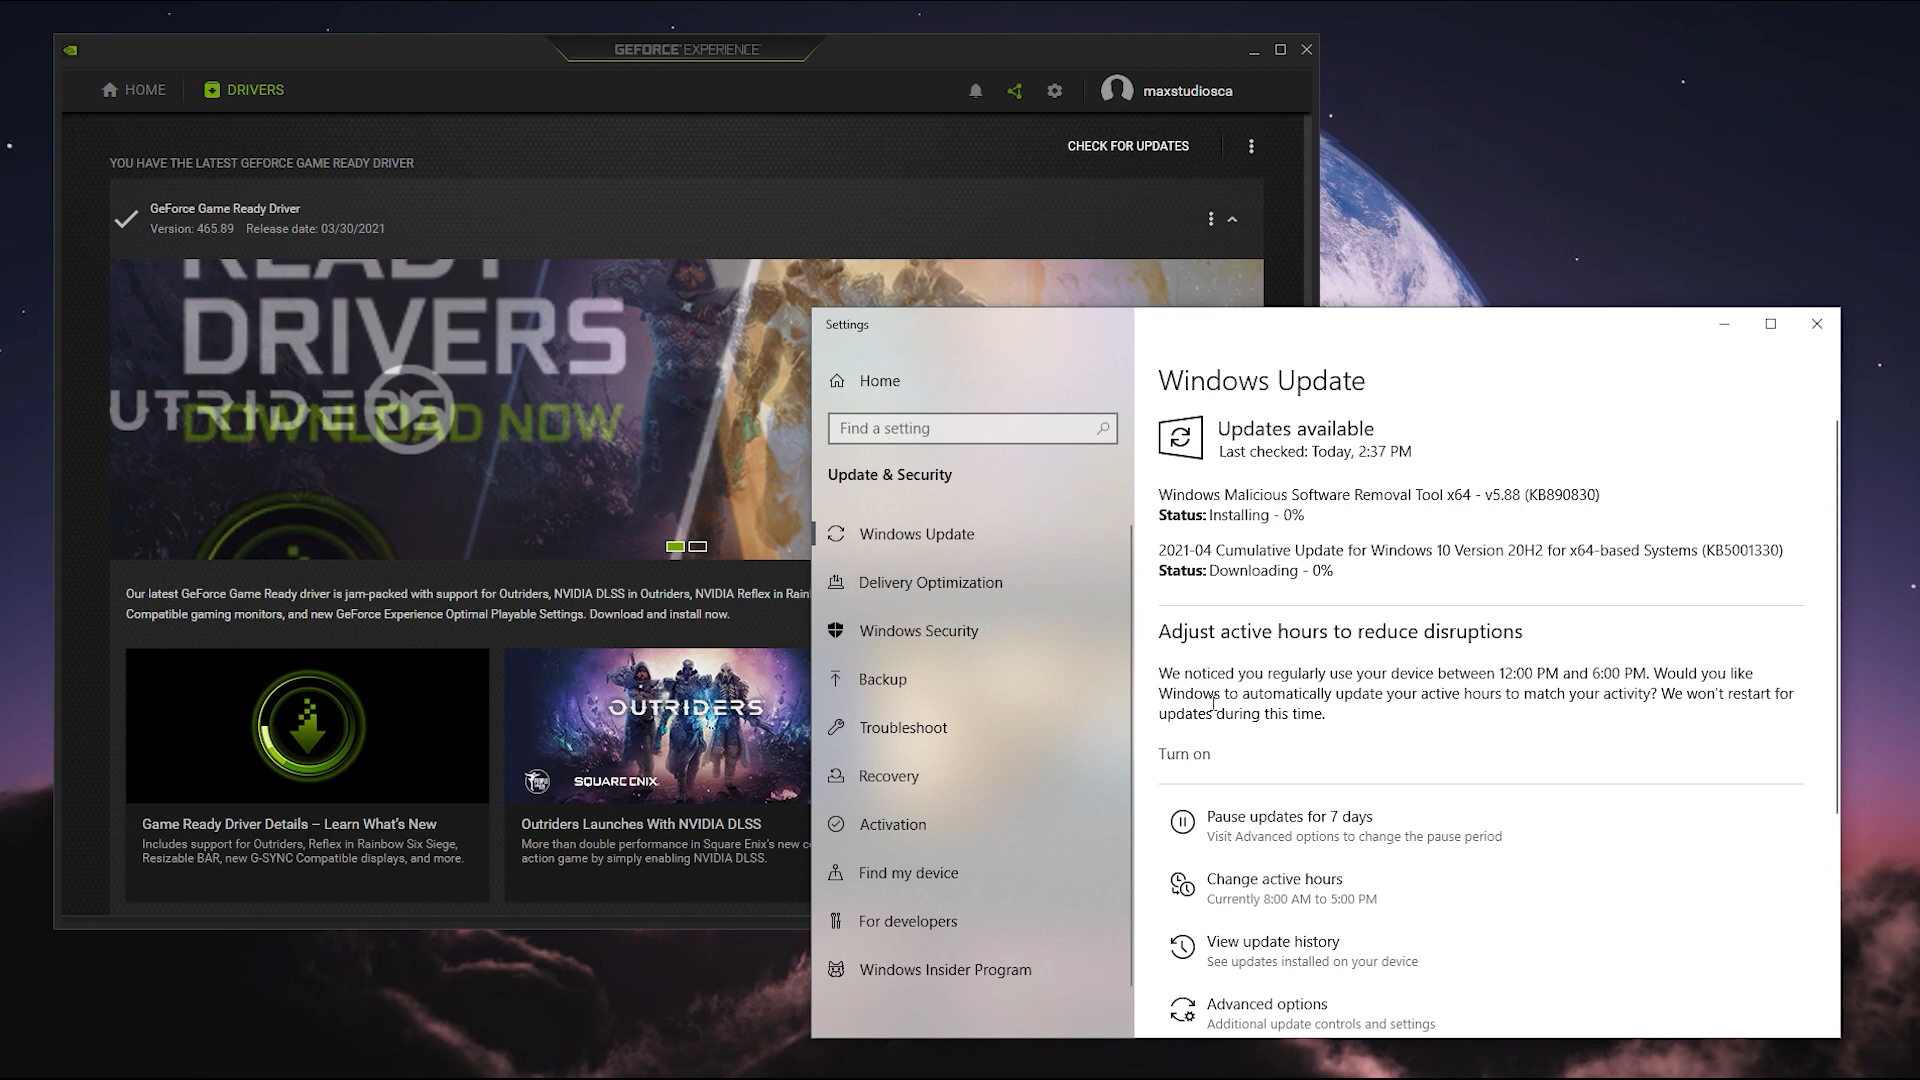 GEFORCE EXPERIENCE
HOME
DRIVERS
maxstudiosca
CHECK FOR UPDATES
YOU HAVE THE LATEST GEFORCE GAME READY DRIVER
GeForce Game Ready Driver
Version: 465.89 Release date: 03/30/2021
READY
DRIVERS
UTRIDERS
DOWNLOAD NOW
Our latest GeForce Game Ready driver is jam-packed with support for Outriders, NVIDIA DLSS in Outriders, NVIDIA Reflex in Rain
Compatible gaming monitors, and new GeForce Experience Optimal Playable Settings. Download and install now.
OUTRIDERS
SQUARE ENIX
Game Ready Driver Details – Learn What's New
Includes support for Outriders, Reflex in Rainbow Six Siege,
Resizable BAR, new G-SYNC Compatible displays, and more.
Outriders Launches With NVIDIA DLSS
More than double performance in Square Enix's new c
action game by simply enabling NVIDIA DLSS.
Settings
Home
Find a setting
Update & Security
Windows Update
Delivery Optimization
Windows Security
Backup
Troubleshoot
Recovery
Activation
Find my device
For developers
Windows Insider Program
Windows Update
Updates available
Last checked: Today, 2:37 PM
Windows Malicious Software Removal Tool x64 - v5.88 (KB890830)
Status: Installing - 0%
2021-04 Cumulative Update for Windows 10 Version 20H2 for x64-based Systems (KB5001330)
Status: Downloading - 0%
Adjust active hours to reduce disruptions
We noticed you regularly use your device between 12:00 PM and 6:00 PM. Would you like
Windows to automatically update your active hours to match your activity? We won't restart for
updates during this time.
Turn on
Pause updates for 7 days
Visit Advanced options to change the pause period
Change active hours
Currently 8:00 AM to 5:00 PM
View update history
See updates installed on your device
Advanced options
Additional update controls and settings